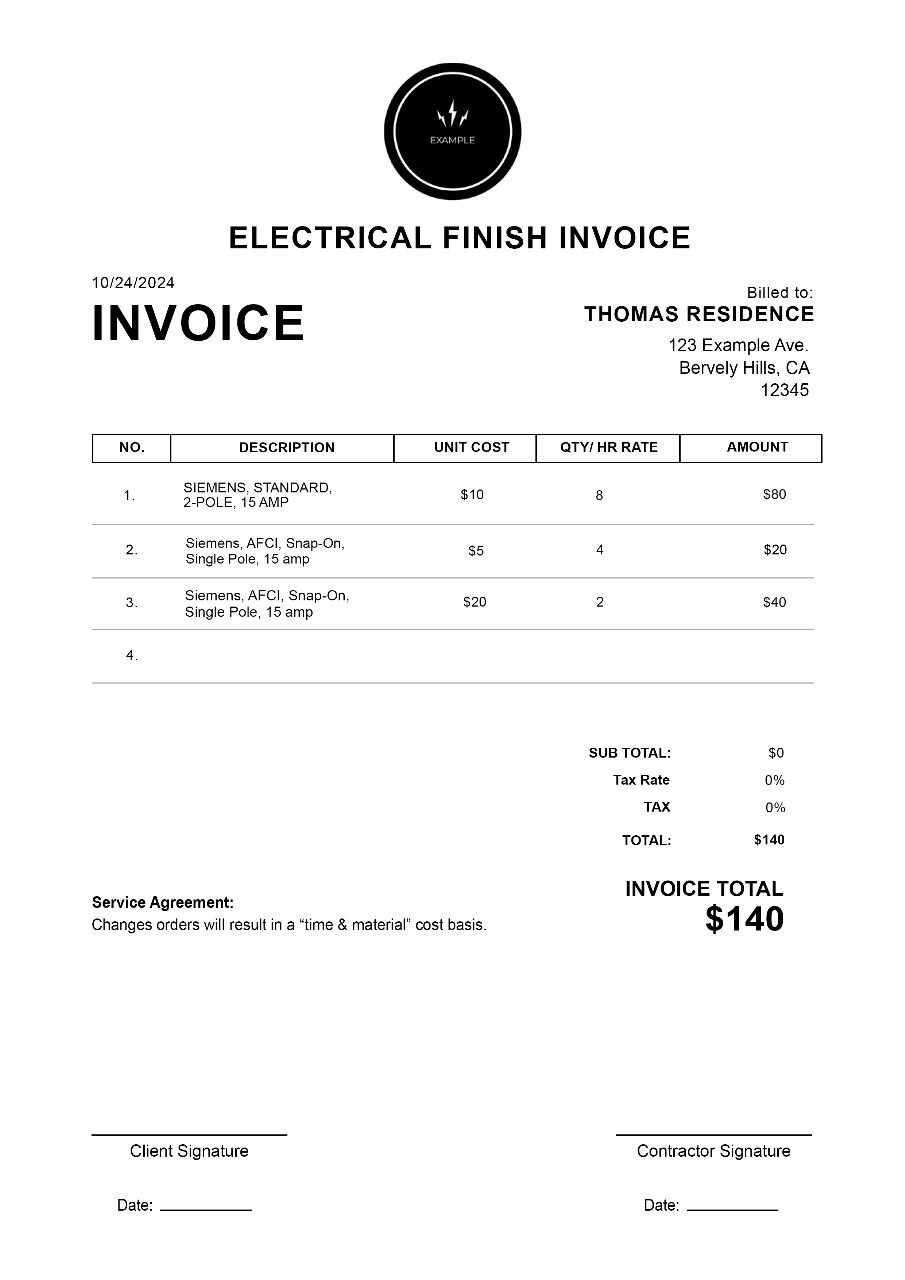 EXAMPLE
ELECTRICAL FINISH INVOICE
10/24/2024
INVOICE
Billed to:
THOMAS RESIDENCE
123 Example Ave.
Bervely Hills, CA
12345
NO. DESCRIPTION UNIT COST QTY/ HR RATE AMOUNT
1. SIEMENS, STANDARD, $10 8 $80
2-POLE, 15 AMP
2. Siemens, AFCI, Snap-On, $5 4 $20
Single Pole, 15 amp
3. Siemens, AFCI, Snap-On, $20 2 $40
Single Pole, 15 amp
4.
SUB TOTAL: $0
Tax Rate 0%
TAX 0%
TOTAL: $140
INVOICE TOTAL
$140
Service Agreement:
Changes orders will result in a “time & material” cost basis.
Client Signature Contractor Signature
Date: Date: